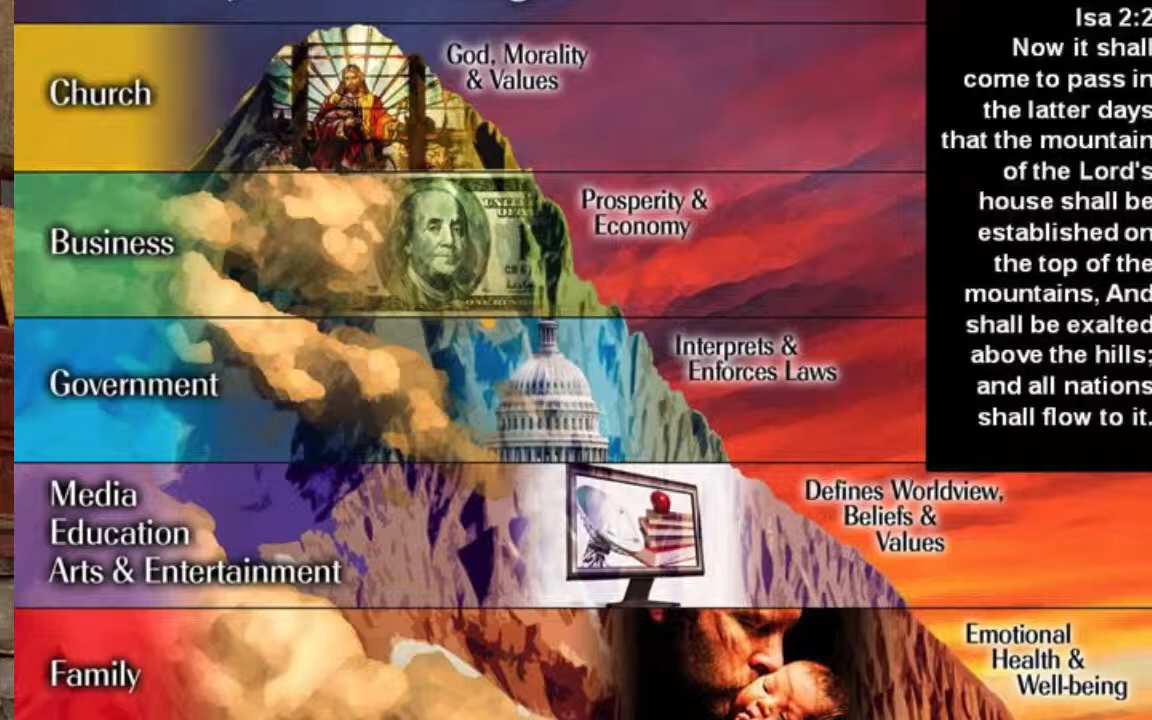 Church
God, Morality
& Values
Business
Prosperity &
Economy
Government
Interprets &
Enforces Laws
Media
Education
Arts & Entertainment
Defines Worldview,
Beliefs &
Values
Family
Emotional
Health &
Well-being
Isa 2:2
Now it shall
come to pass in
the latter days
that the mountain
of the Lord's
house shall be
established on
the top of the
mountains, And
shall be exalted
above the hills;
and all nations
shall flow to it.